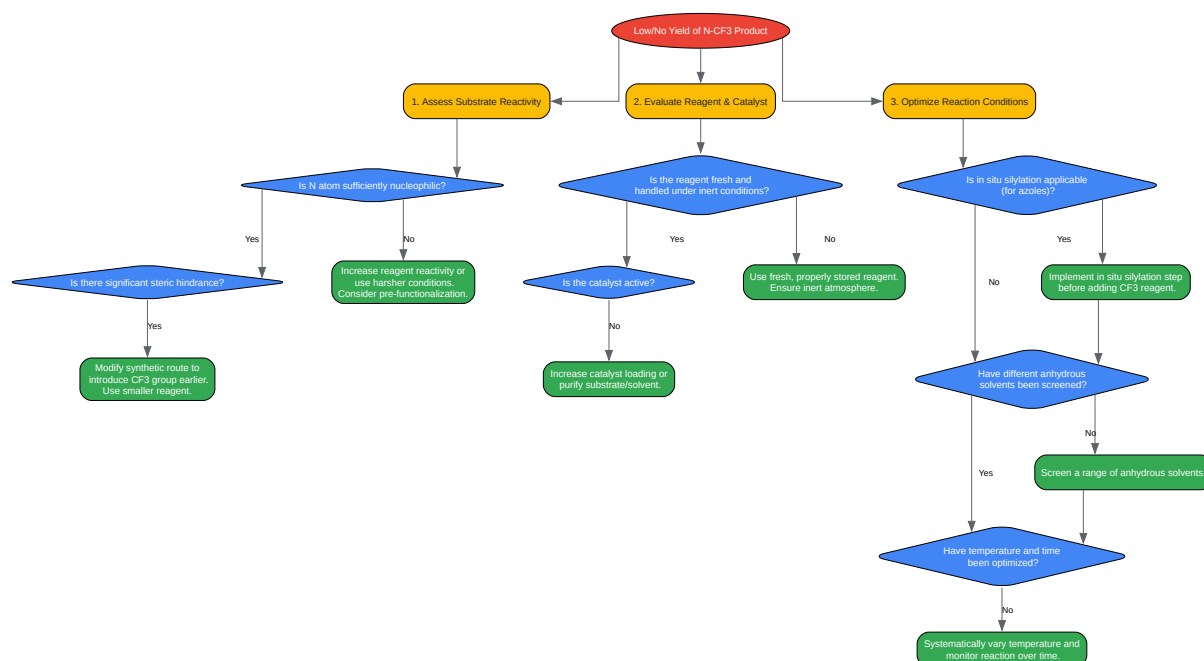 Low/No Yield of N-CF3 Product
1. Assess Substrate Reactivity
2. Evaluate Reagent & Catalyst
3. Optimize Reaction Conditions
Is N atom sufficiently nucleophilic?
Is the reagent fresh and
handled under inert conditions?
Is in situ silylation applicable
(for azoles)?
Yes
No
Yes
No
Yes
No
Is there significant steric hindrance?
Increase reagent reactivity or
use harsher conditions.
Consider pre-functionalization.
Is the catalyst active?
Use fresh, properly stored reagent.
Ensure inert atmosphere.
Implement in situ silylation step
before adding CF3 reagent.
Yes
No
Modify synthetic route to
introduce CF3 group earlier.
Use smaller reagent.
Increase catalyst loading or
purify substrate/solvent.
Have different anhydrous
solvents been screened?
No
Yes
Screen a range of anhydrous solvents
Have temperature and time
been optimized?
No
Systematically vary temperature and
monitor reaction over time.